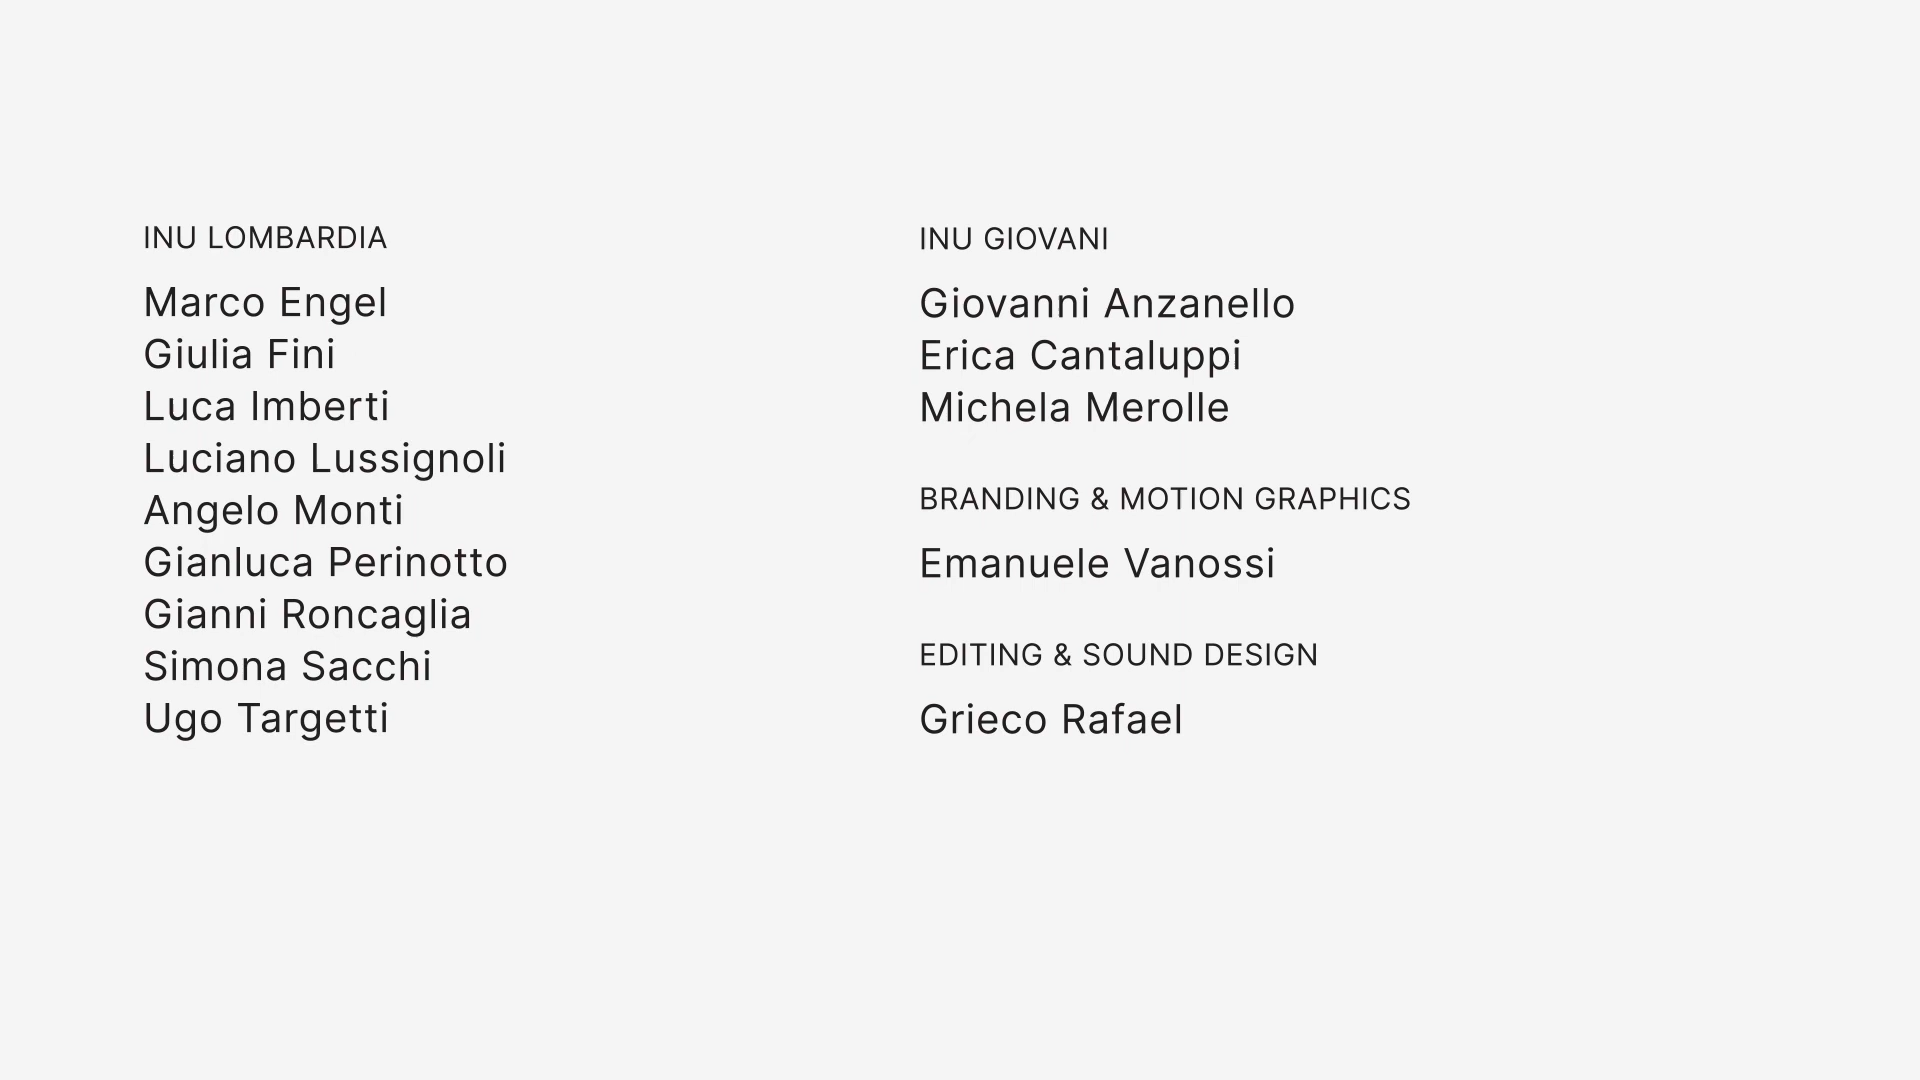 INU LOMBARDIA
Marco Engel
Giulia Fini
Luca Imberti
Luciano Lussignoli
Angelo Monti
Gianluca Perinotto
Gianni Roncaglia
Simona Sacchi
Ugo Targetti
INU GIOVANI
Giovanni Anzanello
Erica Cantaluppi
Michela Merolle
BRANDING & MOTION GRAPHICS
Emanuele Vanossi
EDITING & SOUND DESIGN
Grieco Rafael